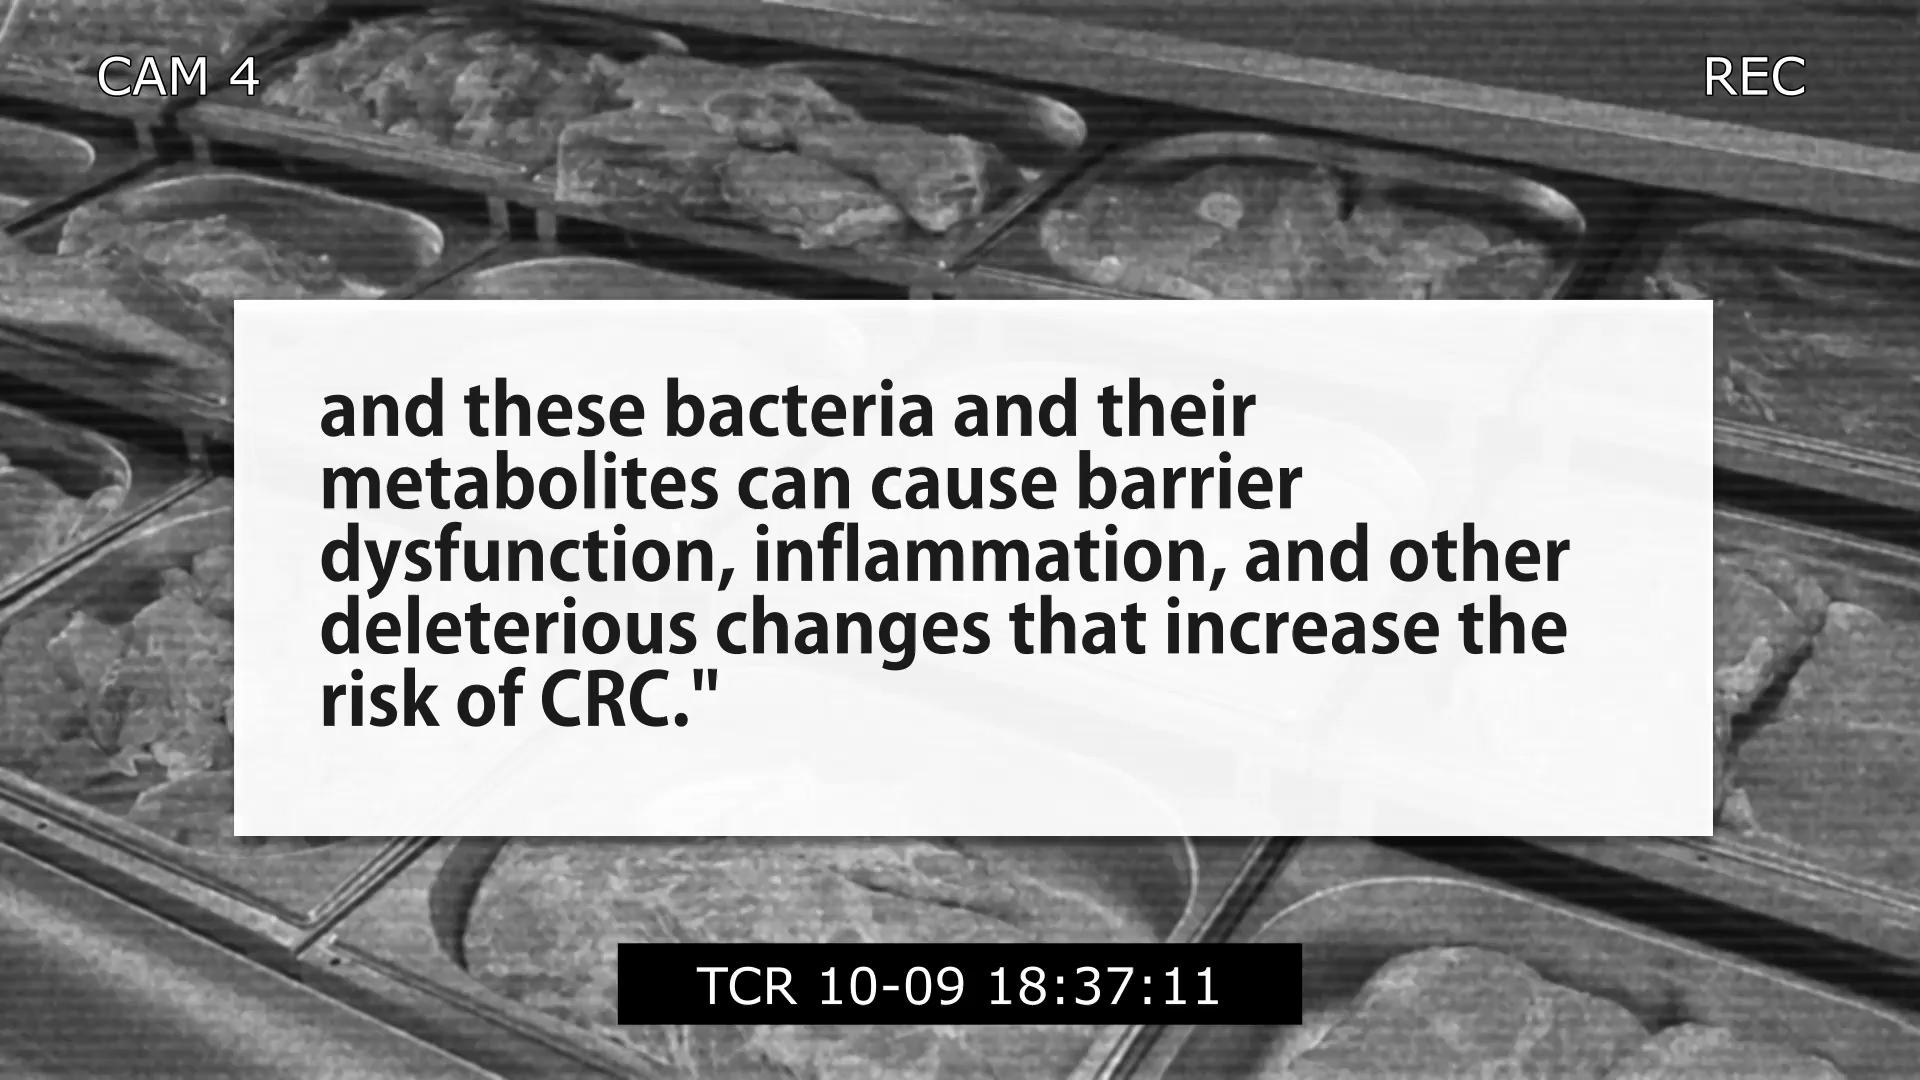 CAM 4
REC
and these bacteria and their
metabolites can cause barrier
dysfunction, inflammation, and other
deleterious changes that increase the
risk of CRC."
TCR 10-09 18:37:11